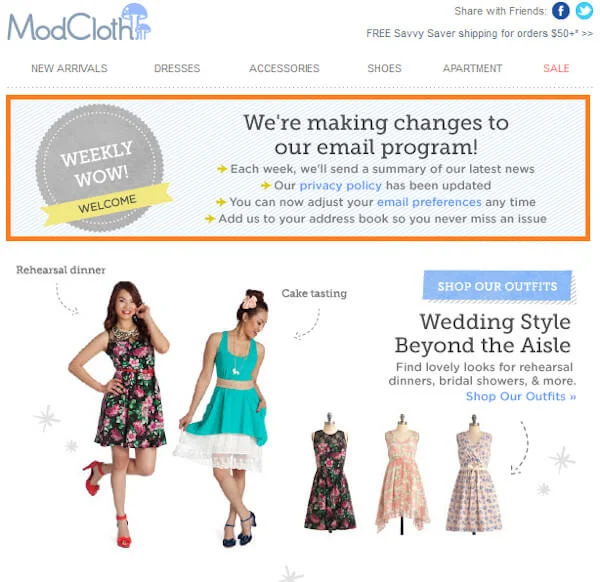 ModCloth
Share with Friends:
FREE Savvy Saver shipping for orders $50+* >>
NEW ARRIVALS DRESSES ACCESSORIES SHOES APARTMENT SALE
WEEKLY
WOW!
WELCOME
We're making changes to
our email program!
Each week, we'll send a summary of our latest news
Our privacy policy has been updated
You can now adjust your email preferences any time
Add us to your address book so you never miss an issue
Rehearsal dinner
Cake tasting
SHOP OUR OUTFITS
Wedding Style
Beyond the Aisle
Find lovely looks for rehearsal
dinners, bridal showers, & more.
Shop Our Outfits »